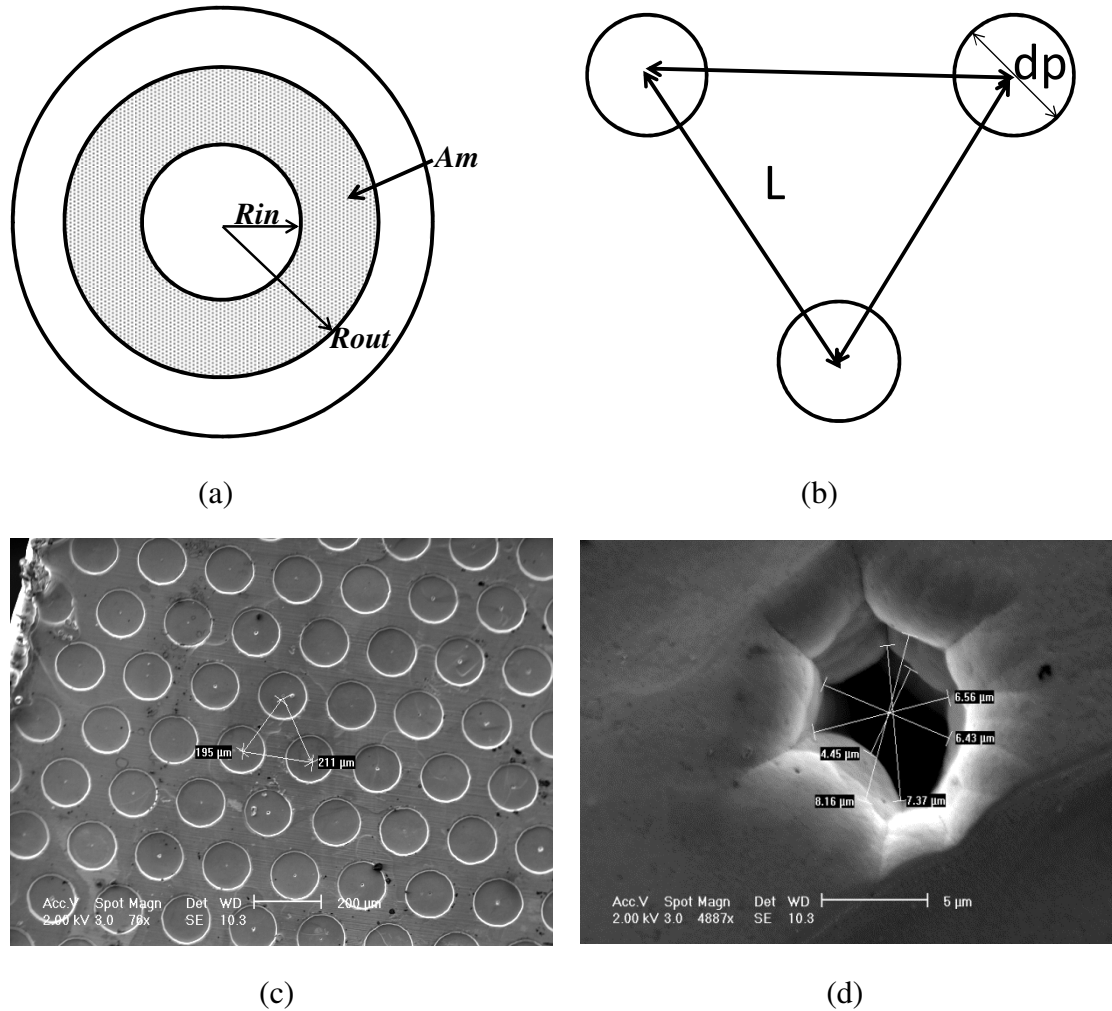 Am
Rin
Rout
dp
L
(a)
(b)
195 µm
211 µm
Acc.V Spot Magn Det WD
2.00 kV 3.0 76x SE 10.3
200 µm
6.56 µm
6.43 µm
4.45 µm
8.16 µm
7.37 µm
Acc.V Spot Magn Det WD
2.00 kV 3.0 4887x SE 10.3
5 µm
(c)
(d)